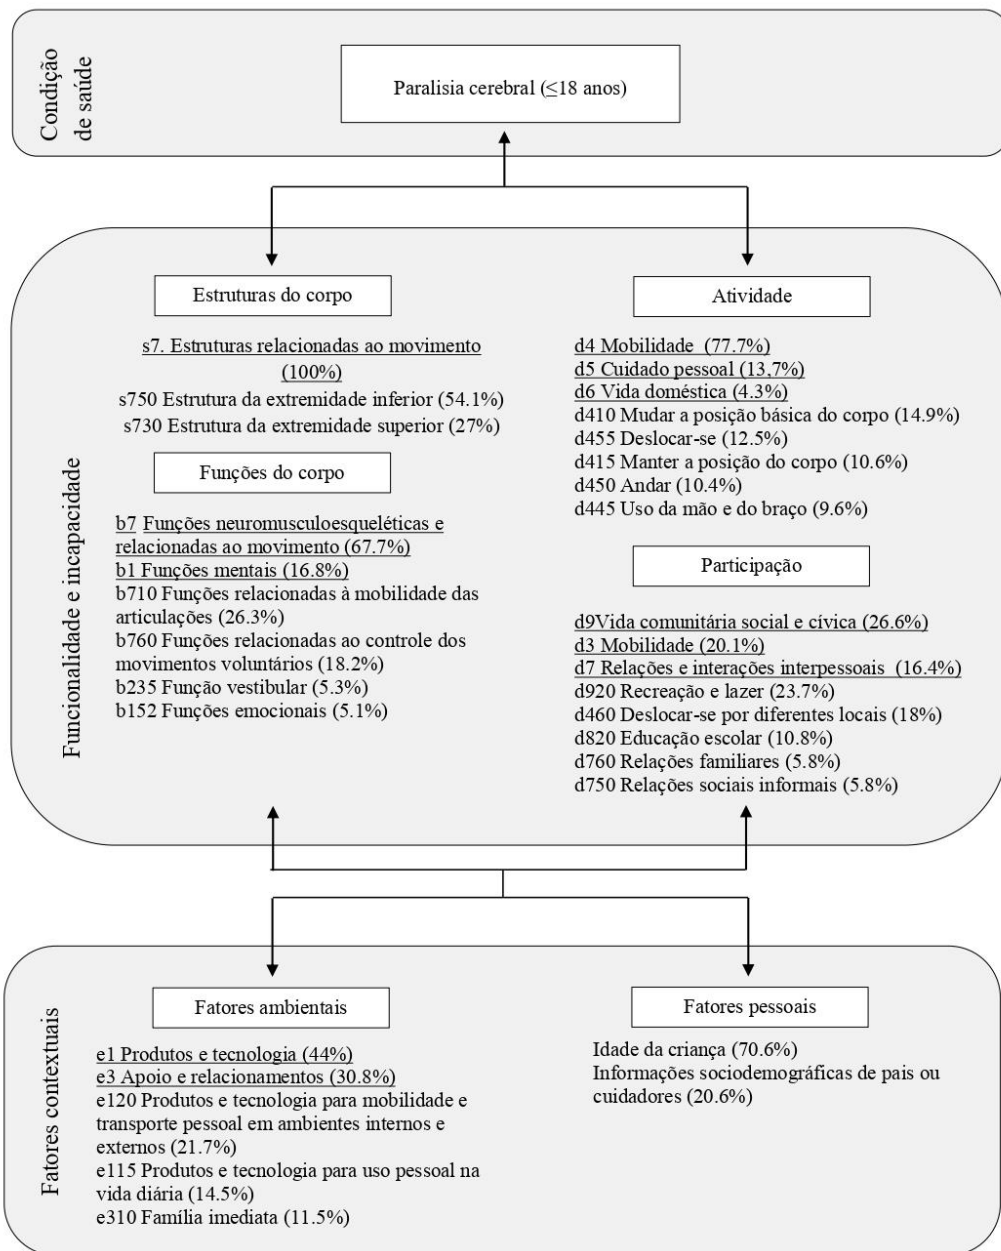 Condição
de saúde
Paralisia cerebral (≤18 anos)
Funcionalidade e incapacidade
Estruturas do corpo
s7. Estruturas relacionadas ao movimento
(100%)
s750 Estrutura da extremidade inferior (54.1%)
s730 Estrutura da extremidade superior (27%)
Funções do corpo
b7 Funções neuromusculoesqueléticas e
relacionadas ao movimento (67.7%)
b1 Funções mentais (16.8%)
b710 Funções relacionadas à mobilidade das
articulações (26.3%)
b760 Funções relacionadas ao controle dos
movimentos voluntários (18.2%)
b235 Função vestibular (5.3%)
b152 Funções emocionais (5.1%)
Atividade
d4 Mobilidade (77.7%)
d5 Cuidado pessoal (13,7%)
d6 Vida doméstica (4.3%)
d410 Mudar a posição básica do corpo (14.9%)
d455 Deslocar-se (12.5%)
d415 Manter a posição do corpo (10.6%)
d450 Andar (10.4%)
d445 Uso da mão e do braço (9.6%)
Participação
d9Vida comunitária social e cívica (26.6%)
d3 Mobilidade (20.1%)
d7 Relações e interações interpessoais (16.4%)
d920 Recreação e lazer (23.7%)
d460 Deslocar-se por diferentes locais (18%)
d820 Educação escolar (10.8%)
d760 Relações familiares (5.8%)
d750 Relações sociais informais (5.8%)
Fatores contextuais
Fatores ambientais
e1 Produtos e tecnologia (44%)
e3 Apoio e relacionamentos (30.8%)
e120 Produtos e tecnologia para mobilidade e
transporte pessoal em ambientes internos e
externos (21.7%)
e115 Produtos e tecnologia para uso pessoal na
vida diária (14.5%)
e310 Família imediata (11.5%)
Fatores pessoais
Idade da criança (70.6%)
Informações sociodemográficas de pais ou
cuidadores (20.6%)